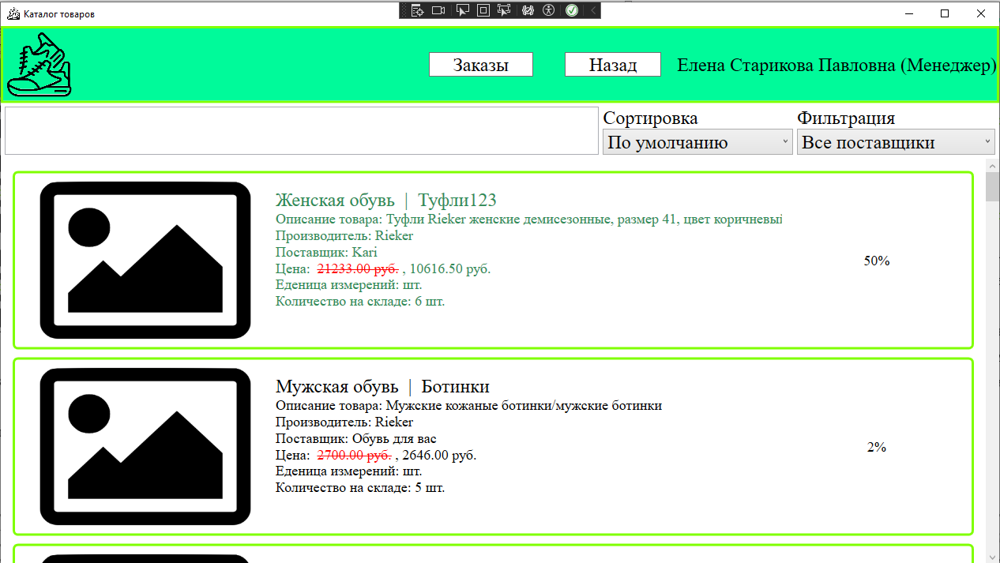 Каталог товаров
Заказы
Назад
Елена Старикова Павловна (Менеджер)
Сортировка
Фильтрация
По умолчанию
Все поставщики
Женская обувь | Туфли123
Описание товара: Туфли Rieker женские демисезонные, размер 41, цвет коричневый
Производитель: Rieker
Поставщик: Kari
Цена: 21233.00 руб. , 10616.50 руб.
Еденица измерений: шт.
Количество на складе: 6 шт.
50%
Мужская обувь | Ботинки
Описание товара: Мужские кожаные ботинки/мужские ботинки
Производитель: Rieker
Поставщик: Обувь для вас
Цена: 2700.00 руб. , 2646.00 руб.
Еденица измерений: шт.
Количество на складе: 5 шт.
2%